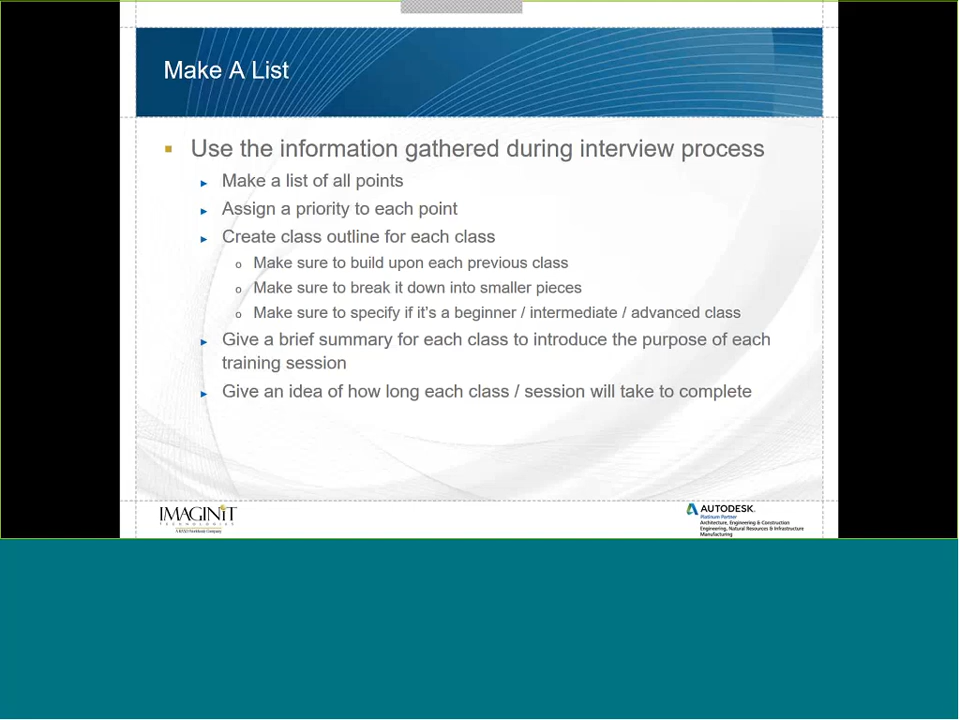 Make A List
Use the information gathered during interview process
Make a list of all points
Assign a priority to each point
Create class outline for each class
Make sure to build upon each previous class
Make sure to break it down into smaller pieces
Make sure to specify if it's a beginner / intermediate / advanced class
Give a brief summary for each class to introduce the purpose of each
training session
Give an idea of how long each class / session will take to complete
IMAGINiT
TECHNOLOGIES
AUTODESK.
Platinum Partner
Architecture, Engineering & Construction
Engineering, Natural Resources & Infrastructure
Manufacturing